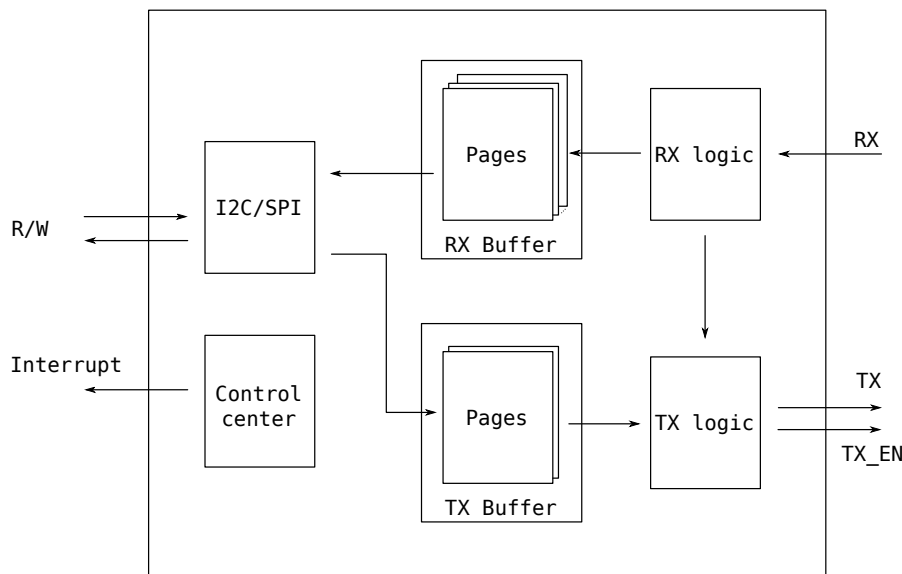 RX
Pages
RX logic
I2C/SPI
R/W
RX Buffer
Interrupt
Control
center
Pages
TX logic
TX
TX_EN
TX Buffer